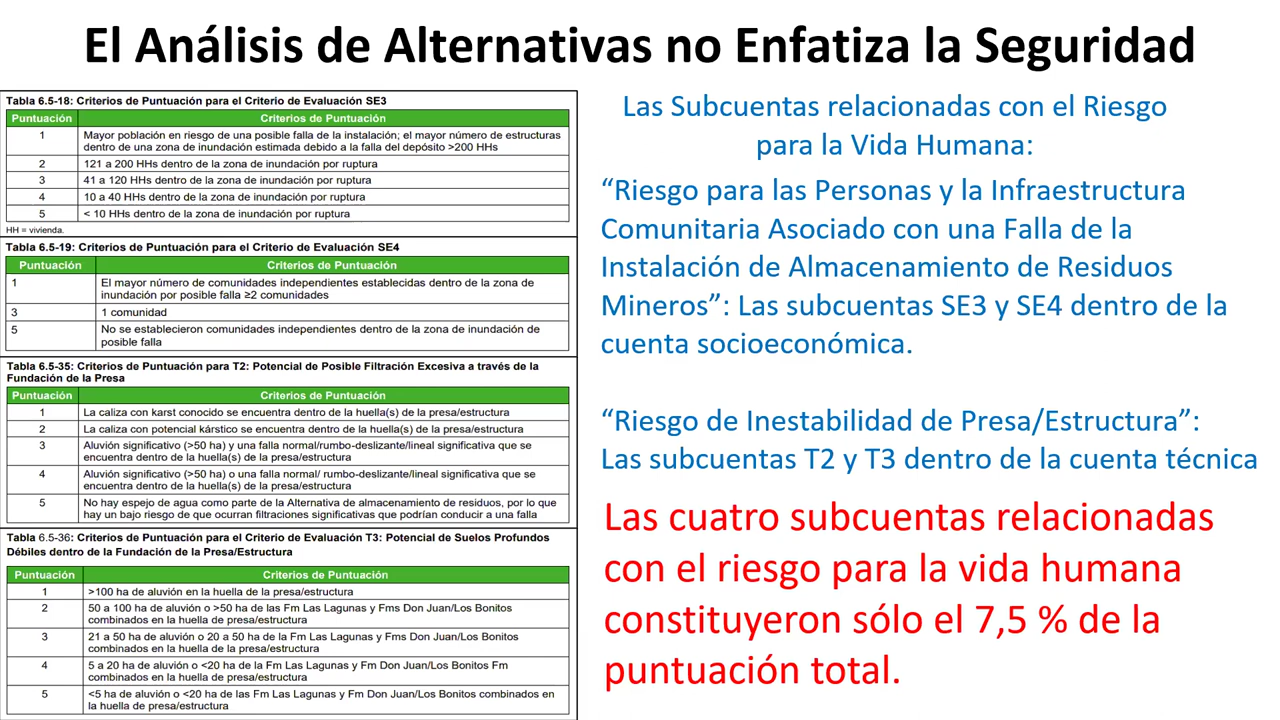 El Análisis de Alternativas no Enfatiza la Seguridad
Tabla 6.5-18: Criterios de Puntuación para el Criterio de Evaluación SE3
Puntuación Criterios de Puntuación
1 Mayor población en riesgo de una posible falla de la instalación; el mayor número de estructuras
dentro de una zona de inundación estimada debido a la falla del depósito >200 HHs
2 121 a 200 HHs dentro de la zona de inundación por ruptura
3 41 a 120 HHs dentro de la zona de inundación por ruptura
4 10 a 40 HHs dentro de la zona de inundación por ruptura
5 < 10 HHs dentro de la zona de inundación por ruptura
HH = vivienda.
Tabla 6.5-19: Criterios de Puntuación para el Criterio de Evaluación SE4
Puntuación Criterios de Puntuación
1 El mayor número de comunidades independientes establecidas dentro de la zona de
inundación por posible falla ≥2 comunidades
3 1 comunidad
5 No se establecieron comunidades independientes dentro de la zona de inundación de
posible falla
Tabla 6.5-35: Criterios de Puntuación para T2: Potencial de Posible Filtración Excesiva a través de la
Fundación de la Presa
Puntuación Criterios de Puntuación
1 La caliza con karst conocido se encuentra dentro de la huella(s) de la presa/estructura
2 La caliza con potencial kárstico se encuentra dentro de la huella(s) de la presa/estructura
3 Aluvión significativo (>50 ha) y una falla normal/rumbo-deslizante/lineal significativa que se
encuentra dentro de la huella(s) de la presa/estructura
4 Aluvión significativo (>50 ha) o una falla normal/ rumbo-deslizante/lineal significativa que se
encuentra dentro de la huella(s) de la presa/estructura
5 No hay espejo de agua como parte de la Alternativa de almacenamiento de residuos, por lo que
hay un bajo riesgo de que ocurran filtraciones significativas que podrían conducir a una falla
Tabla 6.5-36: Criterios de Puntuación para el Criterio de Evaluación T3: Potencial de Suelos Profundos
Débiles dentro de la Fundación de la Presa/Estructura
Puntuación Criterios de Puntuación
1 >100 ha de aluvión en la huella de la presa/estructura
2 50 a 100 ha de aluvión o >50 ha de las Fm Las Lagunas y Fms Don Juan/Los Bonitos
combinados en la huella de presa/estructura
3 21 a 50 ha de aluvión o 20 a 50 ha de la Fm Las Lagunas y Fms Don Juan/Los Bonitos
combinados en la huella de la presa/estructura
4 5 a 20 ha de aluvión o <20 ha de la Fm Las Lagunas y Fm Don Juan/Los Bonitos Fm
combinados en la huella de la presa/estructura
5 <5 ha de aluvión o <20 ha de las Fm Las Lagunas y Fm Don Juan/Los Bonitos combinados en
la huella de presa/estructura
Las Subcuentas relacionadas con el Riesgo
para la Vida Humana:
“Riesgo para las Personas y la Infraestructura
Comunitaria Asociado con una Falla de la
Instalación de Almacenamiento de Residuos
Mineros”: Las subcuentas SE3 y SE4 dentro de la
cuenta socioeconómica.
“Riesgo de Inestabilidad de Presa/Estructura”:
Las subcuentas T2 y T3 dentro de la cuenta técnica
Las cuatro subcuentas relacionadas
con el riesgo para la vida humana
constituyeron sólo el 7,5 % de la
puntuación total.